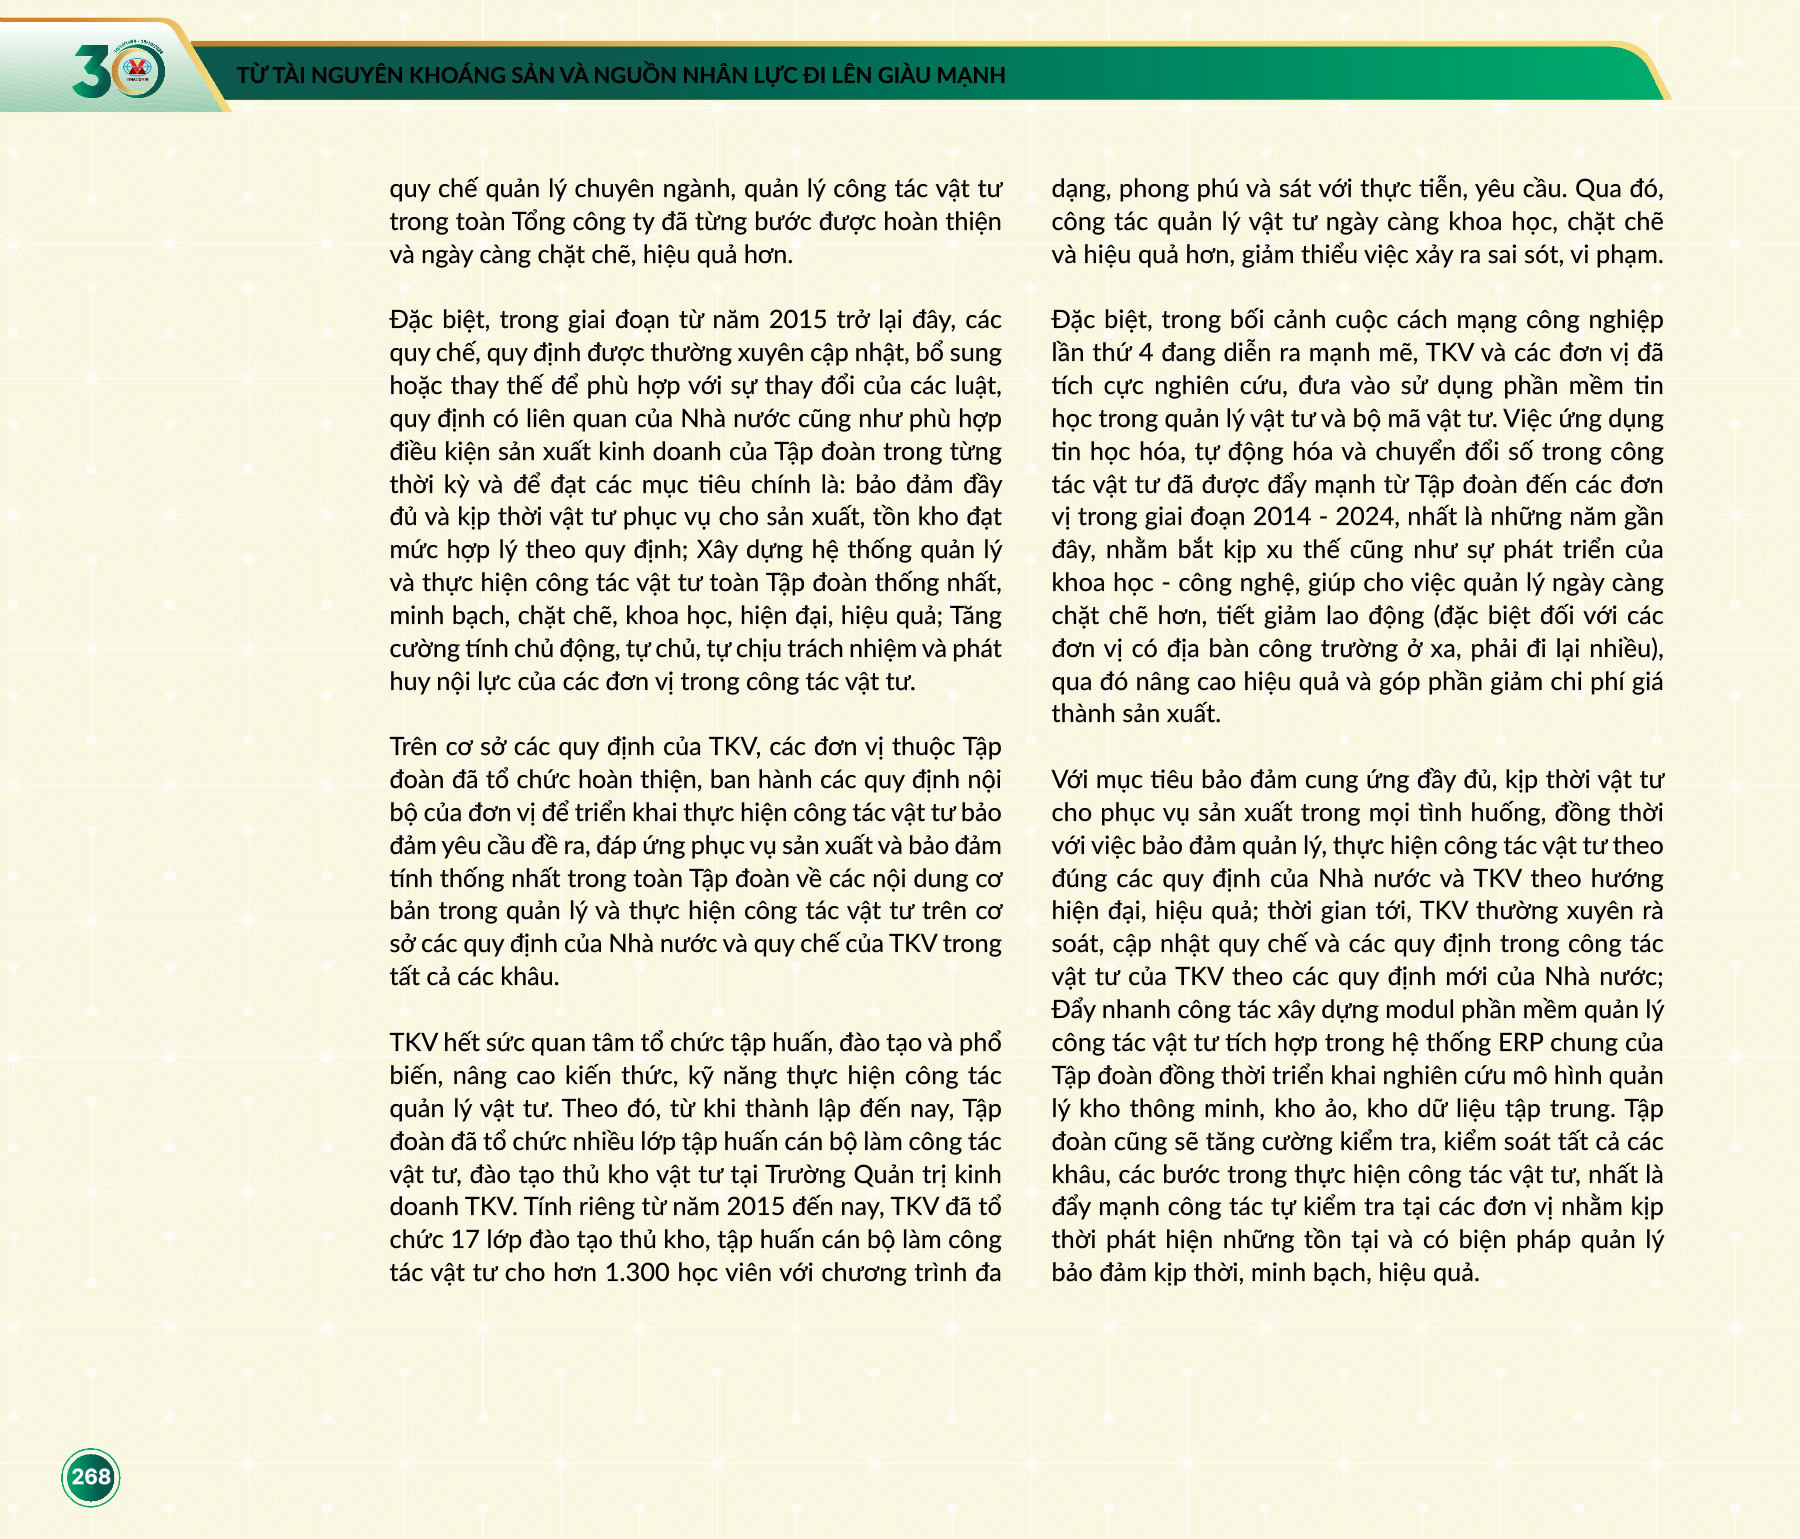 30
TỪ TÀI NGUYÊN KHOÁNG SẢN VÀ NGUỒN NHÂN LỰC ĐI LÊN GIÀU MẠNH
quy chế quản lý chuyên ngành, quản lý công tác vật tư
trong toàn Tổng công ty đã từng bước được hoàn thiện
và ngày càng chặt chẽ, hiệu quả hơn.
Đặc biệt, trong giai đoạn từ năm 2015 trở lại đây, các
quy chế, quy định được thường xuyên cập nhật, bổ sung
hoặc thay thế để phù hợp với sự thay đổi của các luật,
quy định có liên quan của Nhà nước cũng như phù hợp
điều kiện sản xuất kinh doanh của Tập đoàn trong từng
thời kỳ và để đạt các mục tiêu chính là: bảo đảm đầy
đủ và kịp thời vật tư phục vụ cho sản xuất, tồn kho đạt
mức hợp lý theo quy định; Xây dựng hệ thống quản lý
và thực hiện công tác vật tư toàn Tập đoàn thống nhất,
minh bạch, chặt chẽ, khoa học, hiện đại, hiệu quả; Tăng
cường tính chủ động, tự chủ, tự chịu trách nhiệm và phát
huy nội lực của các đơn vị trong công tác vật tư.
Trên cơ sở các quy định của TKV, các đơn vị thuộc Tập
đoàn đã tổ chức hoàn thiện, ban hành các quy định nội
bộ của đơn vị để triển khai thực hiện công tác vật tư bảo
đảm yêu cầu đề ra, đáp ứng phục vụ sản xuất và bảo đảm
tính thống nhất trong toàn Tập đoàn về các nội dung cơ
bản trong quản lý và thực hiện công tác vật tư trên cơ
sở các quy định của Nhà nước và quy chế của TKV trong
tất cả các khâu.
TKV hết sức quan tâm tổ chức tập huấn, đào tạo và phổ
biến, nâng cao kiến thức, kỹ năng thực hiện công tác
quản lý vật tư. Theo đó, từ khi thành lập đến nay, Tập
đoàn đã tổ chức nhiều lớp tập huấn cán bộ làm công tác
vật tư, đào tạo thủ kho vật tư tại Trường Quản trị kinh
doanh TKV. Tính riêng từ năm 2015 đến nay, TKV đã tổ
chức 17 lớp đào tạo thủ kho, tập huấn cán bộ làm công
tác vật tư cho hơn 1.300 học viên với chương trình đa
dạng, phong phú và sát với thực tiễn, yêu cầu. Qua đó,
công tác quản lý vật tư ngày càng khoa học, chặt chẽ
và hiệu quả hơn, giảm thiểu việc xảy ra sai sót, vi phạm.
Đặc biệt, trong bối cảnh cuộc cách mạng công nghiệp
lần thứ 4 đang diễn ra mạnh mẽ, TKV và các đơn vị đã
tích cực nghiên cứu, đưa vào sử dụng phần mềm tin
học trong quản lý vật tư và bộ mã vật tư. Việc ứng dụng
tin học hóa, tự động hóa và chuyển đổi số trong công
tác vật tư đã được đẩy mạnh từ Tập đoàn đến các đơn
vị trong giai đoạn 2014 - 2024, nhất là những năm gần
đây, nhằm bắt kịp xu thế cũng như sự phát triển của
khoa học - công nghệ, giúp cho việc quản lý ngày càng
chặt chẽ hơn, tiết giảm lao động (đặc biệt đối với các
đơn vị có địa bàn công trường ở xa, phải đi lại nhiều),
qua đó nâng cao hiệu quả và góp phần giảm chi phí giá
thành sản xuất.
Với mục tiêu bảo đảm cung ứng đầy đủ, kịp thời vật tư
cho phục vụ sản xuất trong mọi tình huống, đồng thời
với việc bảo đảm quản lý, thực hiện công tác vật tư theo
đúng các quy định của Nhà nước và TKV theo hướng
hiện đại, hiệu quả; thời gian tới, TKV thường xuyên rà
soát, cập nhật quy chế và các quy định trong công tác
vật tư của TKV theo các quy định mới của Nhà nước;
Đẩy nhanh công tác xây dựng modul phần mềm quản lý
công tác vật tư tích hợp trong hệ thống ERP chung của
Tập đoàn đồng thời triển khai nghiên cứu mô hình quản
lý kho thông minh, kho ảo, kho dữ liệu tập trung. Tập
đoàn cũng sẽ tăng cường kiểm tra, kiểm soát tất cả các
khâu, các bước trong thực hiện công tác vật tư, nhất là
đẩy mạnh công tác tự kiểm tra tại các đơn vị nhằm kịp
thời phát hiện những tồn tại và có biện pháp quản lý
bảo đảm kịp thời, minh bạch, hiệu quả.
268